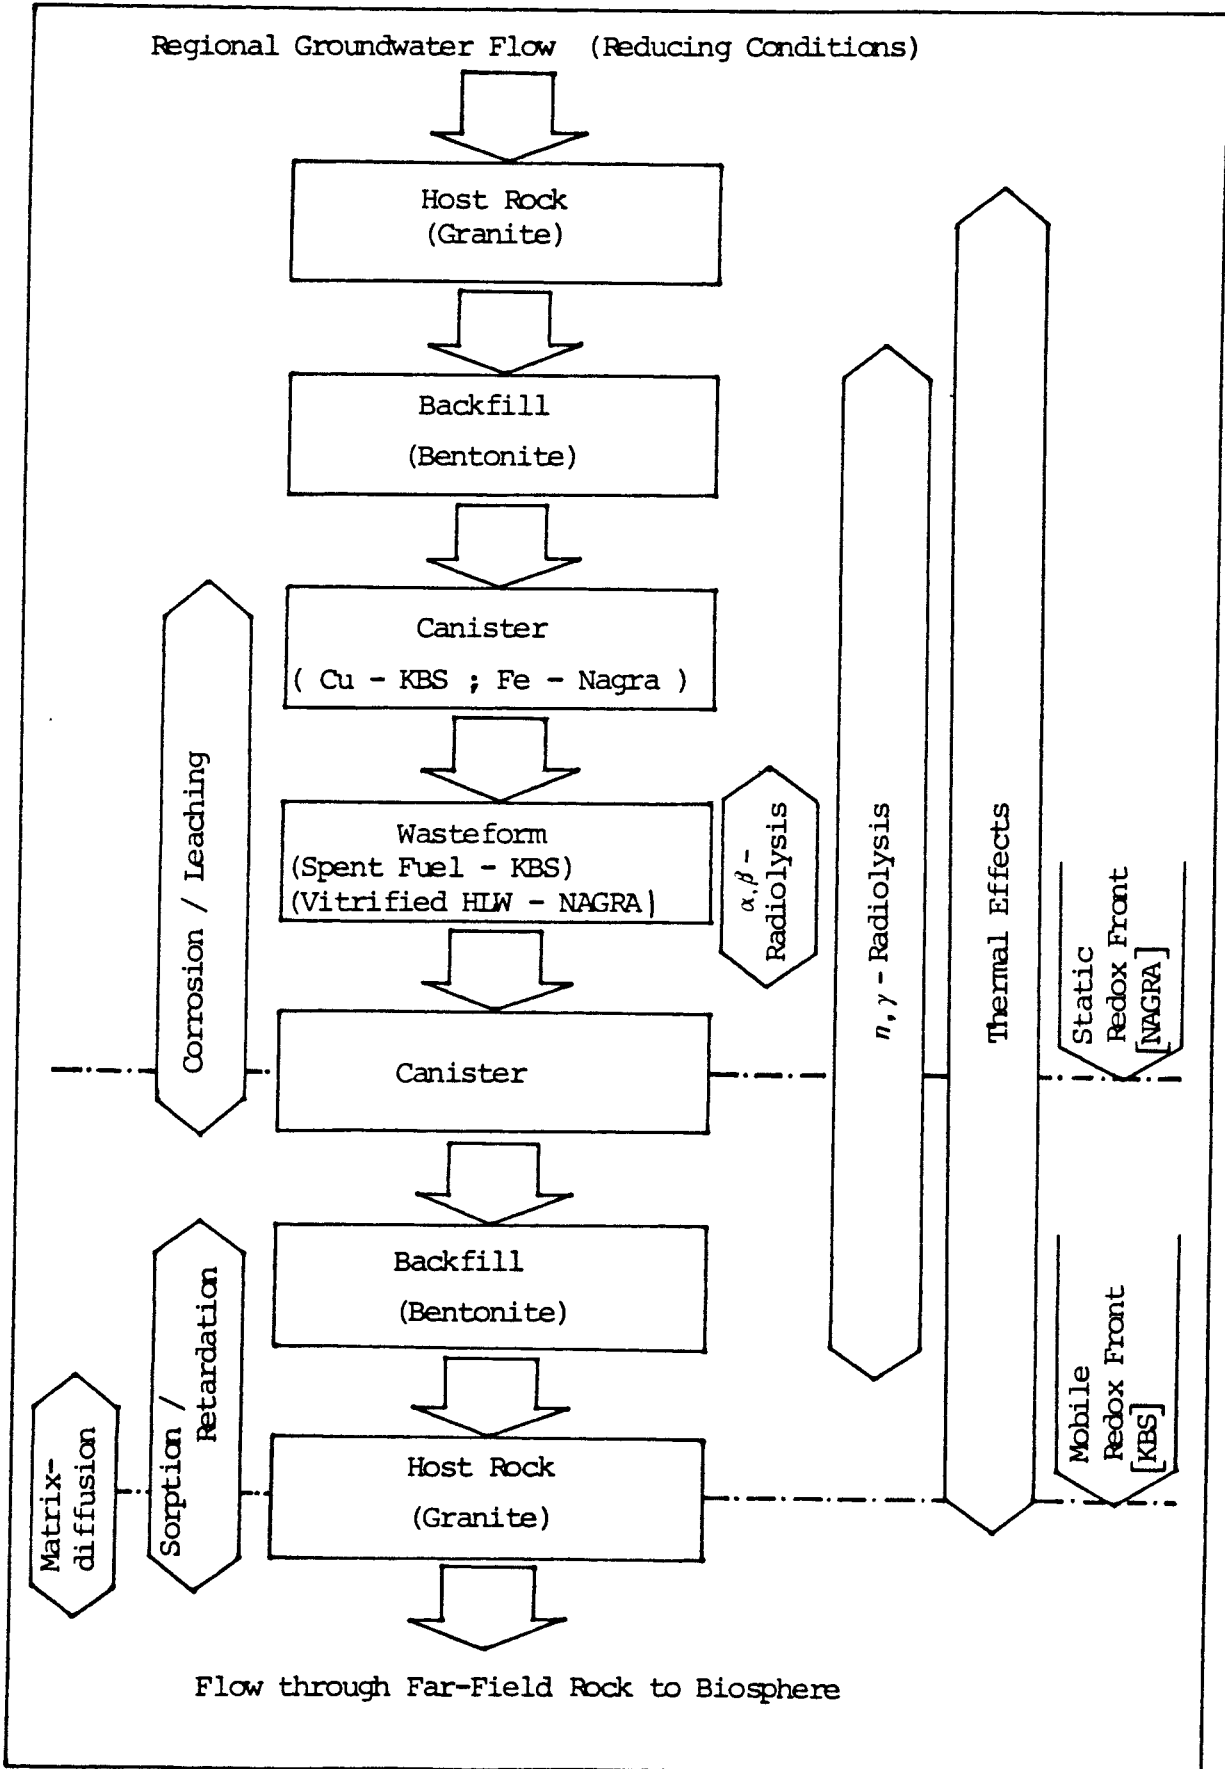 Regional Groundwater Flow (Reducing Conditions)
Host Rock
(Granite)
Backfill
(Bentonite)
Canister
( Cu - KBS ; Fe - Nagra )
Wasteform
(Spent Fuel - KBS)
(Vitrified HLW - NAGRA)
Canister
Backfill
(Bentonite)
Host Rock
(Granite)
Flow through Far-Field Rock to Biosphere
Corrosion / Leaching
Sorption /
Retardation
Matrix-
diffusion
α,β -
Radiolysis
n,γ - Radiolysis
Thermal Effects
Static
Redox Front
[NAGRA]
Mobile
Redox Front
[KBS]